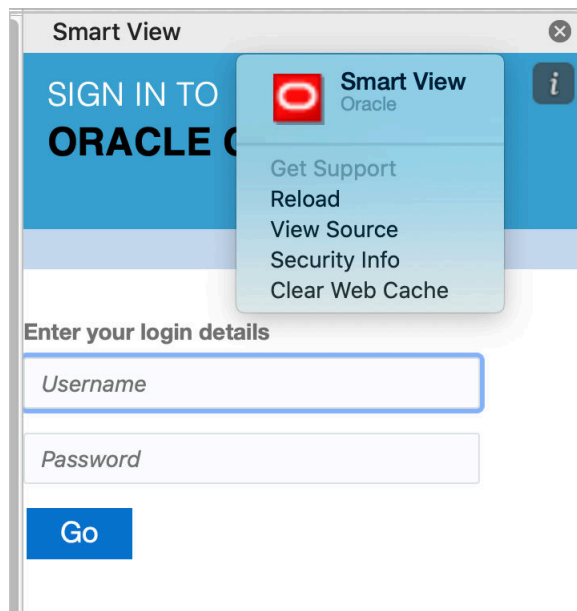 Smart View
SIGN IN TO
ORACLE
i
Smart View
Oracle
Get Support
Reload
View Source
Security Info
Clear Web Cache
Enter your login details
Username
Password
Go